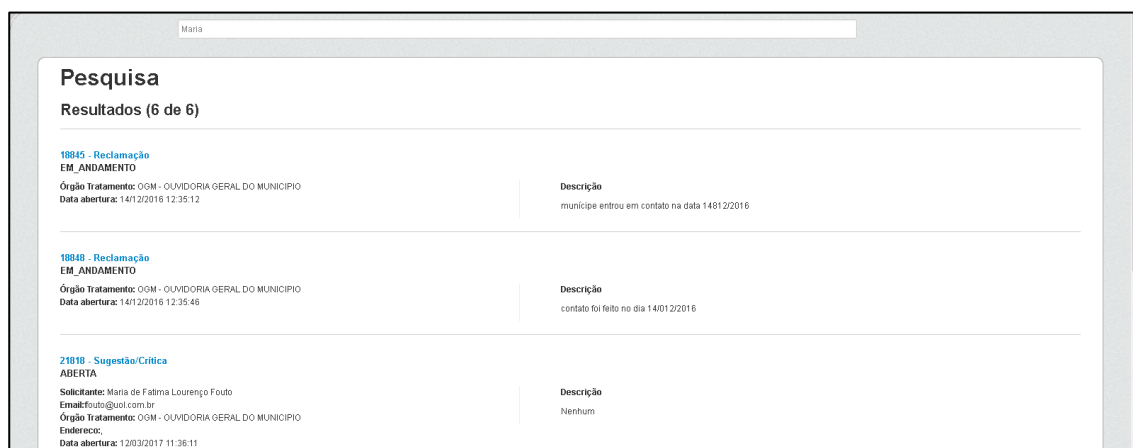 Maria
Pesquisa
Resultados (6 de 6)
18845 - Reclamação
EM_ANDAMENTO
Órgão Tratamento: OGM - OUVIDORIA GERAL DO MUNICIPIO
Data abertura: 14/12/2016 12:35:12
Descrição
munícipe entrou em contato na data 14812/2016
18848 - Reclamação
EM_ANDAMENTO
Órgão Tratamento: OGM - OUVIDORIA GERAL DO MUNICIPIO
Data abertura: 14/12/2016 12:35:46
Descrição
contato foi feito no dia 14/012/2016
21818 - Sugestão/Crítica
ABERTA
Solicitante: Maria de Fatima Lourenço Fouto
Email:fouto@uol.com.br
Órgão Tratamento: OGM - OUVIDORIA GERAL DO MUNICIPIO
Endereco:,
Data abertura: 12/03/2017 11:36:11
Descrição
Nenhum